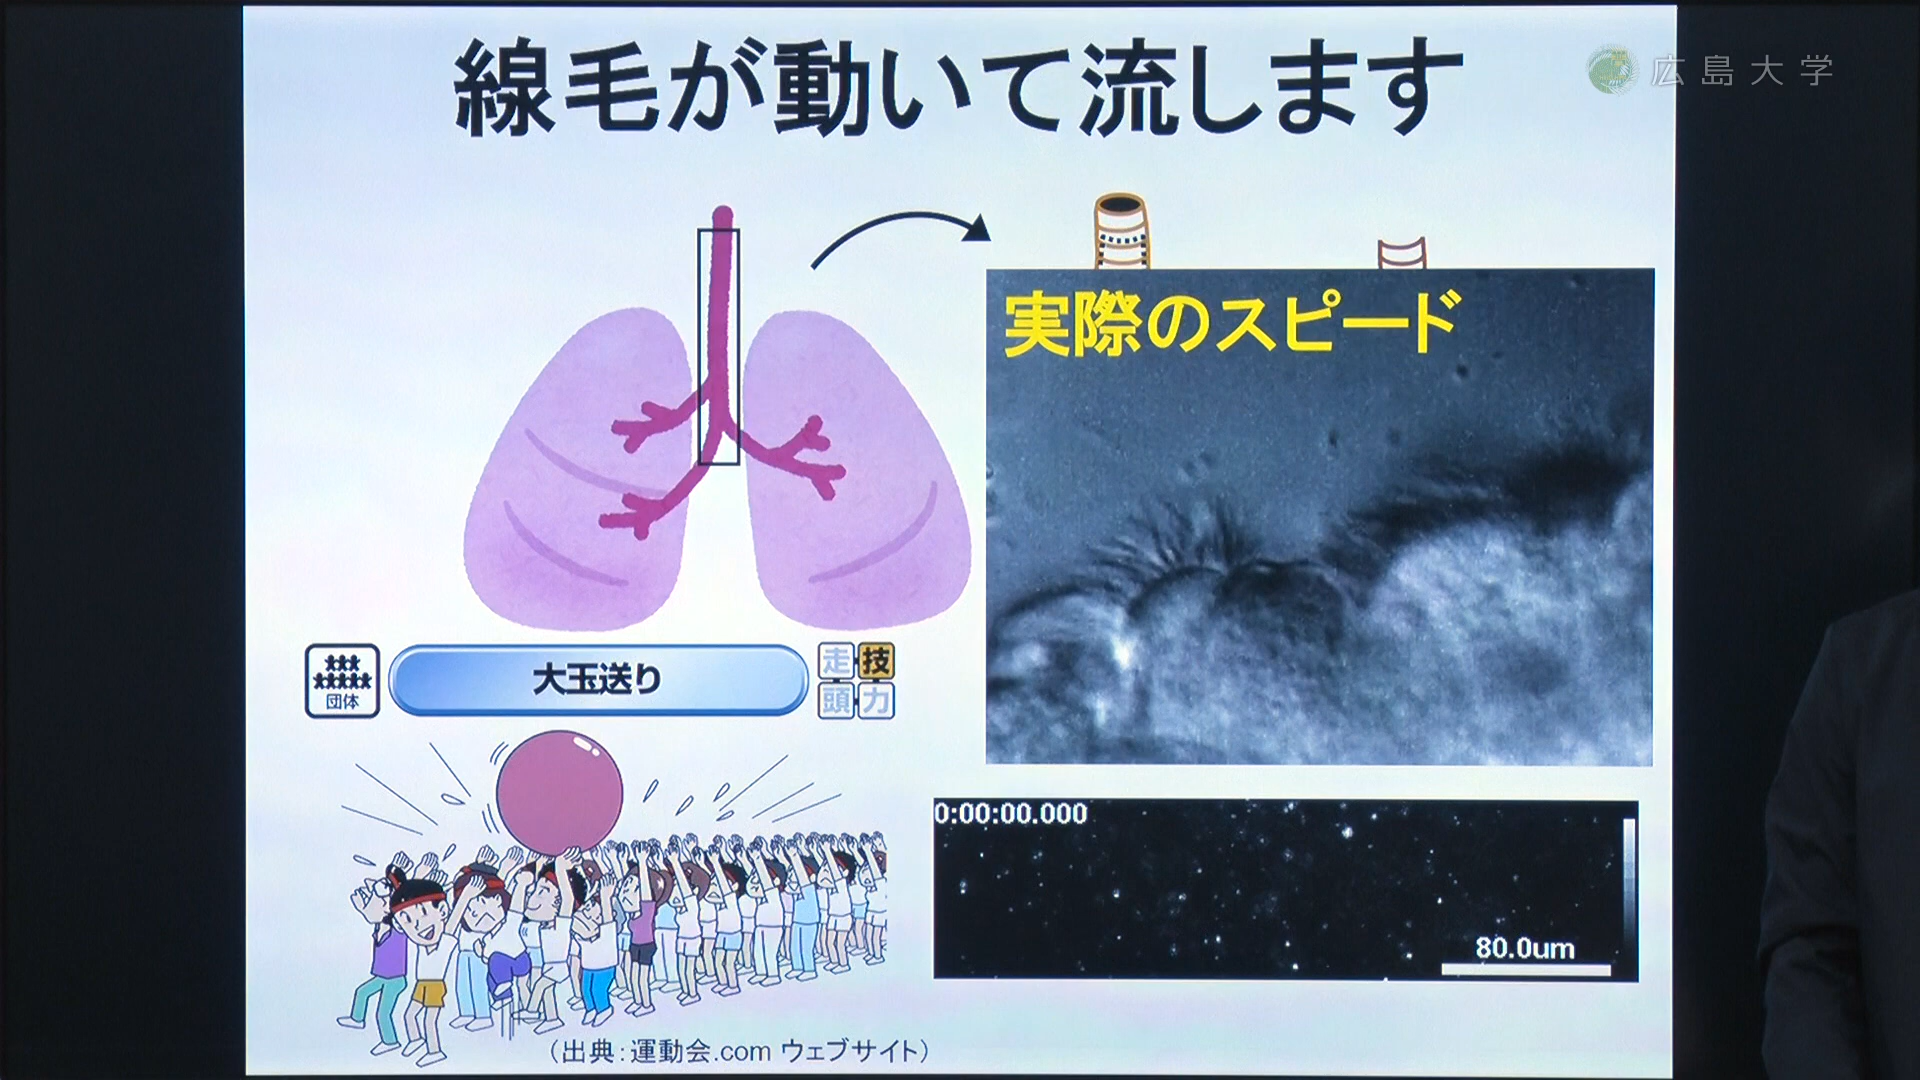 線毛が動いて流します
広島大学
実際のスピード
団体
大玉送り
走 技
頭 力
0:00:00.000
80.0um
（出典：運動会.com ウェブサイト）